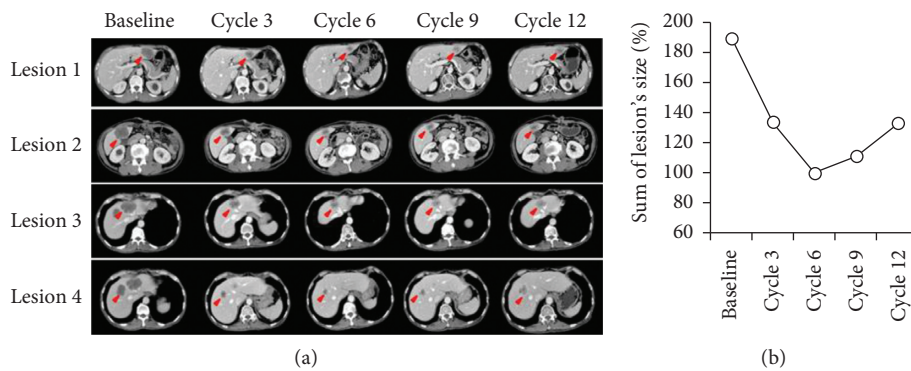 Baseline Cycle 3 Cycle 6 Cycle 9 Cycle 12
Lesion 1
Lesion 2
Lesion 3
Lesion 4
(a)
Sum of lesion's size (%)
200
180
160
140
120
100
80
60
Baseline
Cycle 3
Cycle 6
Cycle 9
Cycle 12
(b)